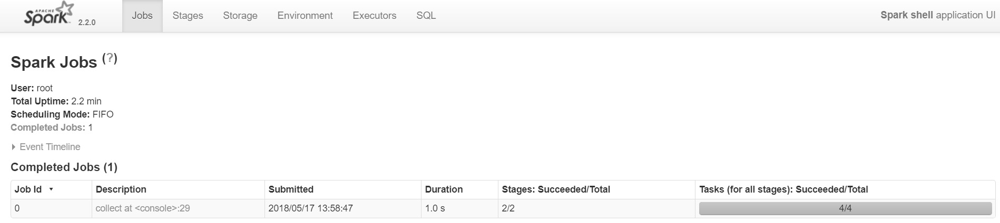 APACHE
Spark 2.2.0 Jobs Stages Storage Environment Executors SQL Spark shell application UI
Spark Jobs (?)
User: root
Total Uptime: 2.2 min
Scheduling Mode: FIFO
Completed Jobs: 1
Event Timeline
Completed Jobs (1)
Job Id Description Submitted Duration Stages: Succeeded/Total Tasks (for all stages): Succeeded/Total
0 collect at <console>:29 2018/05/17 13:58:47 1.0 s 2/2 4/4